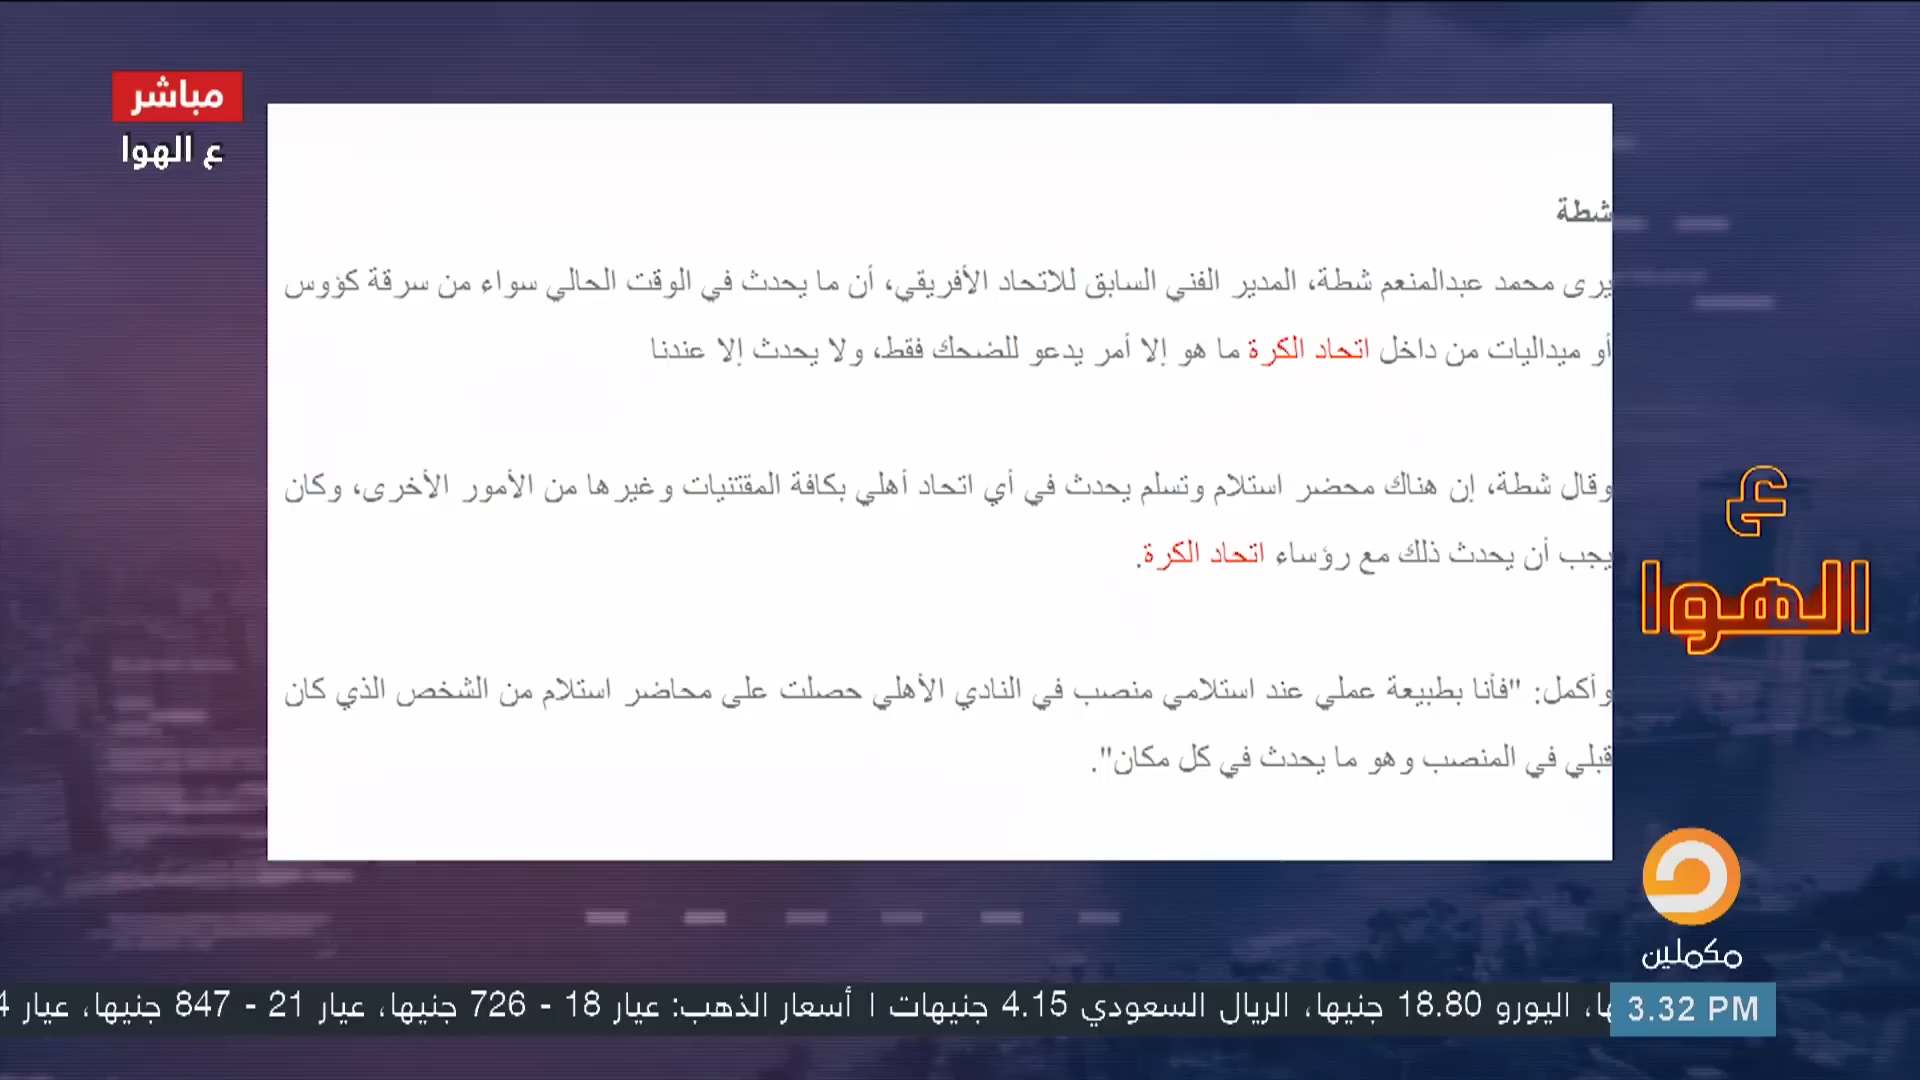 مباشر
ع الهوا
شطة
يرى محمد عبدالمنعم شطة، المدير الفني السابق للاتحاد الأفريقي، أن ما يحدث في الوقت الحالي سواء من سرقة كؤوس
أو ميداليات من داخل اتحاد الكرة ما هو إلا أمر يدعو للضحك فقط، ولا يحدث إلا عندنا
وقال شطة، إن هناك محضر استلام وتسلم يحدث في أي اتحاد أهلي بكافة المقتنيات وغيرها من الأمور الأخرى، وكان
يجب أن يحدث ذلك مع رؤساء اتحاد الكرة.
وأكمل: "فأنا بطبيعة عملي عند استلامي منصب في النادي الأهلي حصلت على محاضر استلام من الشخص الذي كان
قبلي في المنصب وهو ما يحدث في كل مكان".
ع
الهوا
مكملين
اليورو 18.80 جنيها، الريال السعودي 4.15 جنيهات ا أسعار الذهب: عيار 18 - 726 جنيها، عيار 21 - 847 جنيها، عيار
3.32 PM